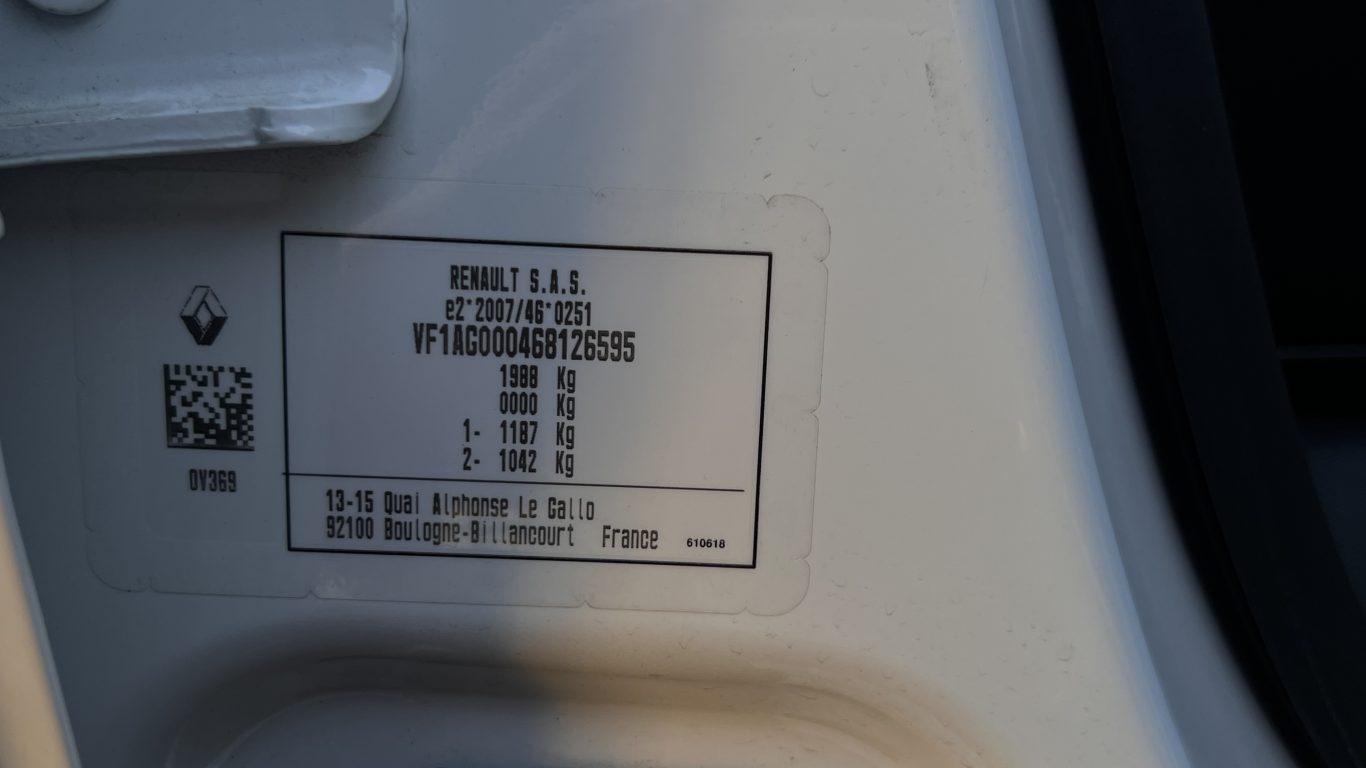 RENAULT S.A.S.
e2*2007/46*0251
VF1AG000468126595
1988 Kg
0000 Kg
1- 1187 Kg
2- 1042 Kg
0Y369
13-15 Quai Alphonse Le Gallo
92100 Boulogne-Billancourt France
610618